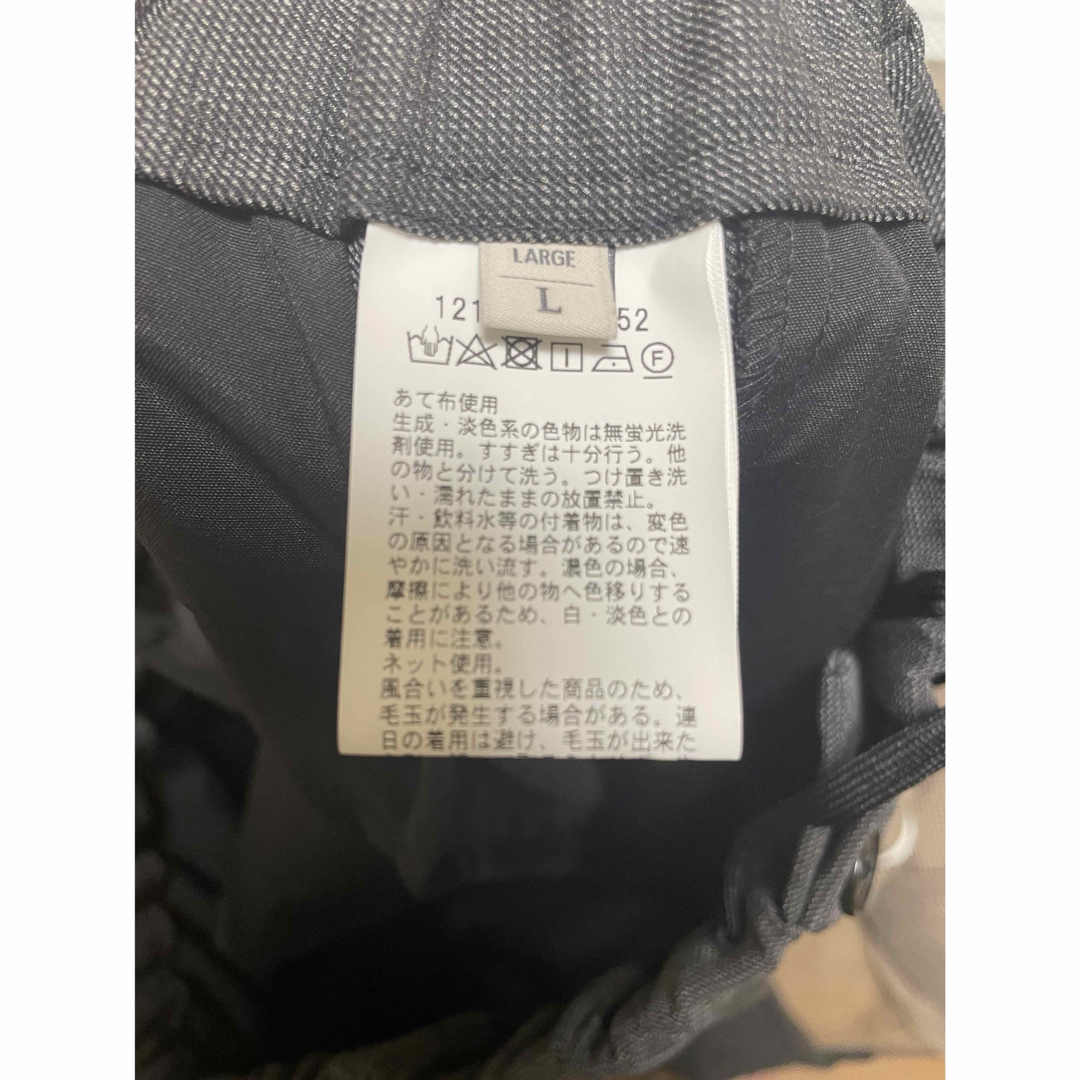 LARGE
L
121 52
F
あて布使用
生成・淡色系の色物は無蛍光洗
剤使用。すすぎは十分行う。他
の物と分けて洗う。つけ置き洗
い・濡れたままの放置禁止。
汗・飲料水等の付着物は、変色
の原因となる場合があるので速
やかに洗い流す。濃色の場合、
摩擦により他の物へ色移りする
ことがあるため、白・淡色との
着用に注意。
ネット使用。
風合いを重視した商品のため、
毛玉が発生する場合がある。連
日の着用は避け、毛玉が出来た